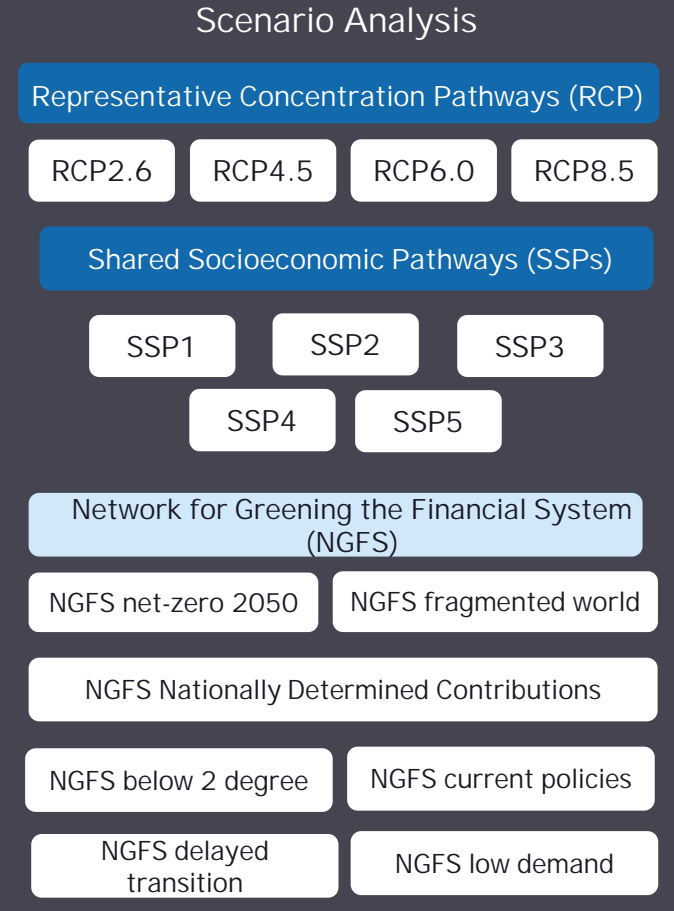 Scenario Analysis
Representative Concentration Pathways (RCP)
RCP2.6 RCP4.5 RCP6.0 RCP8.5
Shared Socioeconomic Pathways (SSPs)
SSP1 SSP2 SSP3
SSP4 SSP5
Network for Greening the Financial System
(NGFS)
NGFS net-zero 2050
NGFS fragmented world
NGFS Nationally Determined Contributions
NGFS below 2 degree
NGFS current policies
NGFS delayed
transition
NGFS low demand